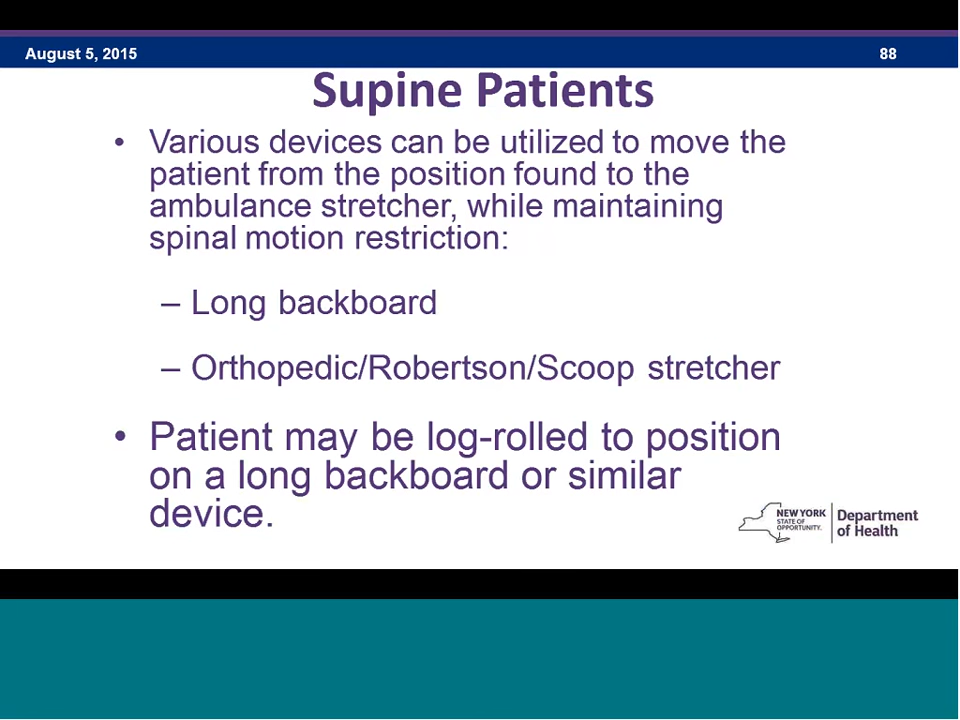 August 5, 2015 88
Supine Patients
• Various devices can be utilized to move the
patient from the position found to the
ambulance stretcher, while maintaining
spinal motion restriction:
– Long backboard
– Orthopedic/Robertson/Scoop stretcher
• Patient may be log-rolled to position
on a long backboard or similar
device.
NEW YORK
STATE OF
OPPORTUNITY.
Department
of Health